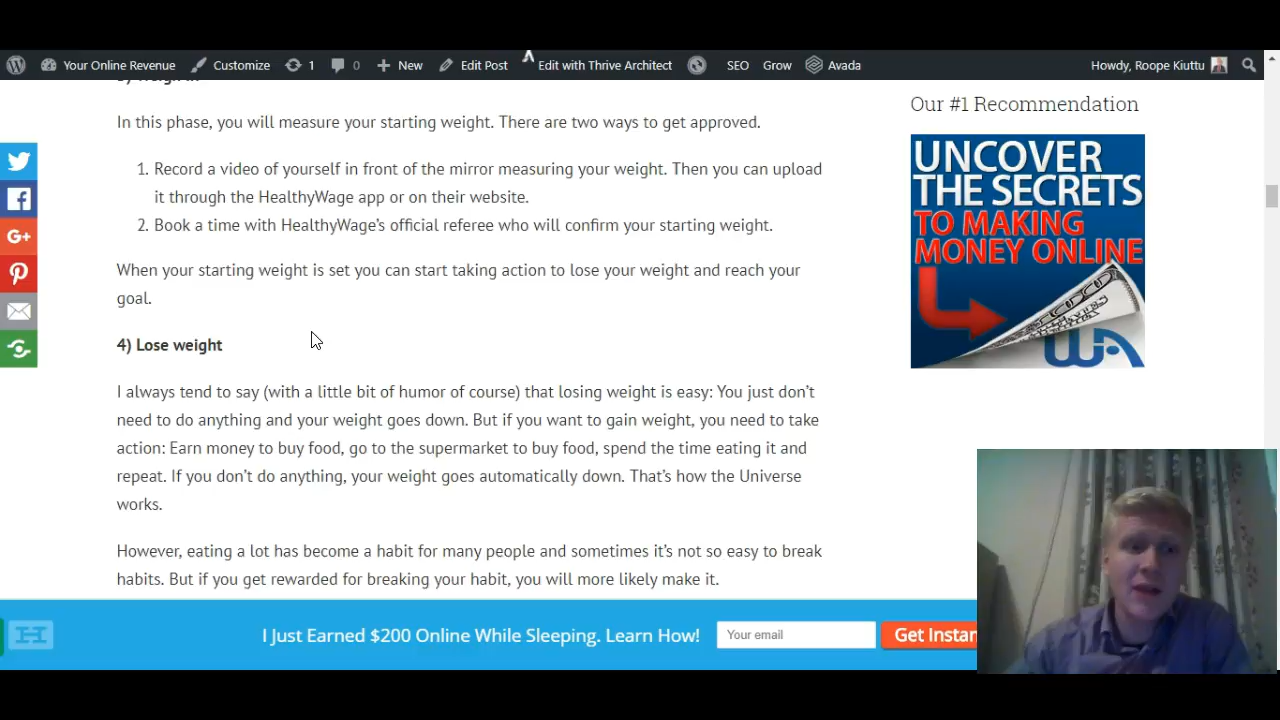 Your Online Revenue
Customize
1
0
New
Edit Post
Edit with Thrive Architect
SEO
Grow
Avada
Howdy, Roope Kiuttu
In this phase, you will measure your starting weight. There are two ways to get approved.
1. Record a video of yourself in front of the mirror measuring your weight. Then you can upload
it through the HealthyWage app or on their website.
2. Book a time with HealthyWage's official referee who will confirm your starting weight.
When your starting weight is set you can start taking action to lose your weight and reach your
goal.
4) Lose weight
I always tend to say (with a little bit of humor of course) that losing weight is easy: You just don't
need to do anything and your weight goes down. But if you want to gain weight, you need to take
action: Earn money to buy food, go to the supermarket to buy food, spend the time eating it and
repeat. If you don't do anything, your weight goes automatically down. That's how the Universe
works.
However, eating a lot has become a habit for many people and sometimes it's not so easy to break
habits. But if you get rewarded for breaking your habit, you will more likely make it.
Our #1 Recommendation
UNCOVER
THE SECRETS
TO MAKING
MONEY ONLINE
WA
G+
I Just Earned $200 Online While Sleeping. Learn How!
Your email
Get Instan